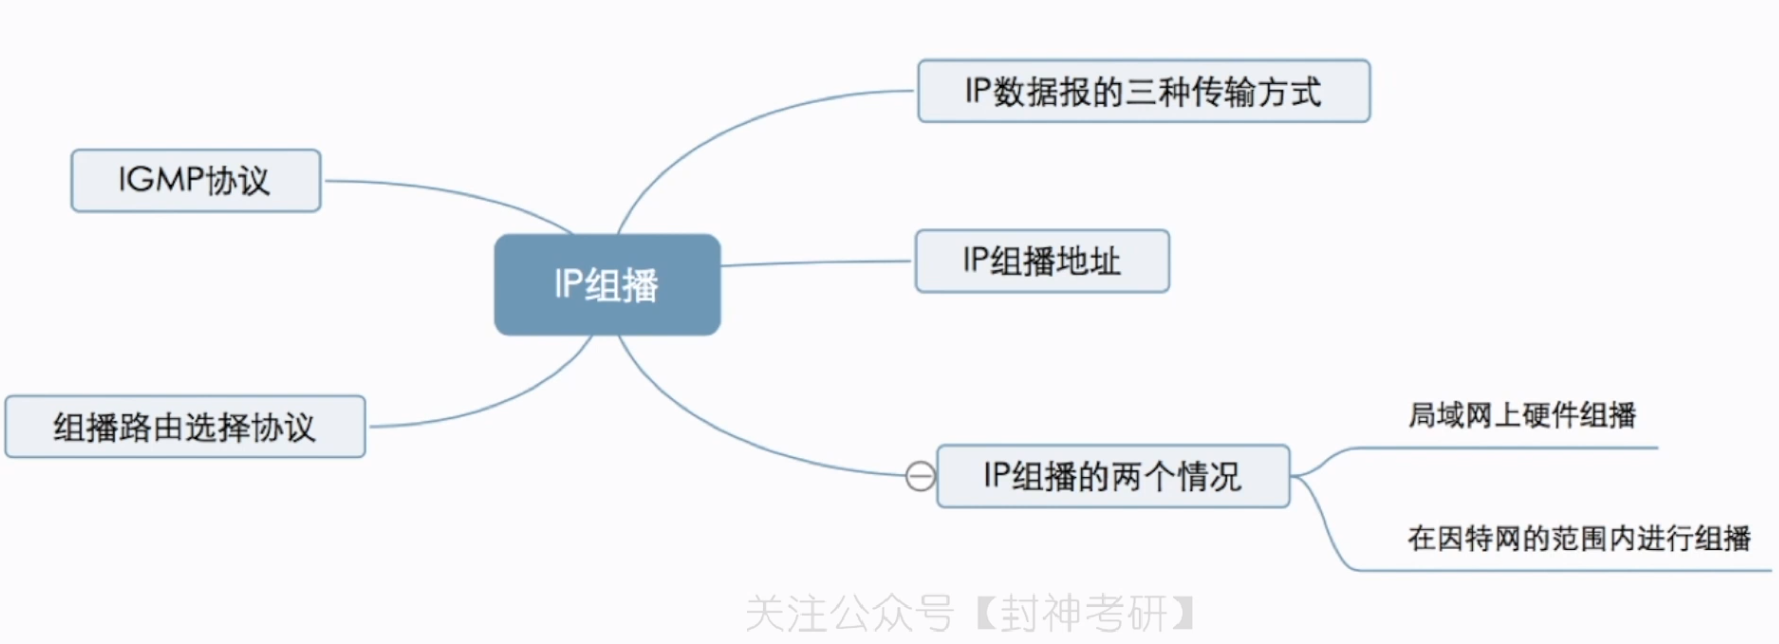 IP数据报的三种传输方式
IGMP协议
IP组播地址
IP组播
组播路由选择协议
局域网上硬件组播
IP组播的两个情况
在因特网的范围内进行组播
关注公众号【封神考研】